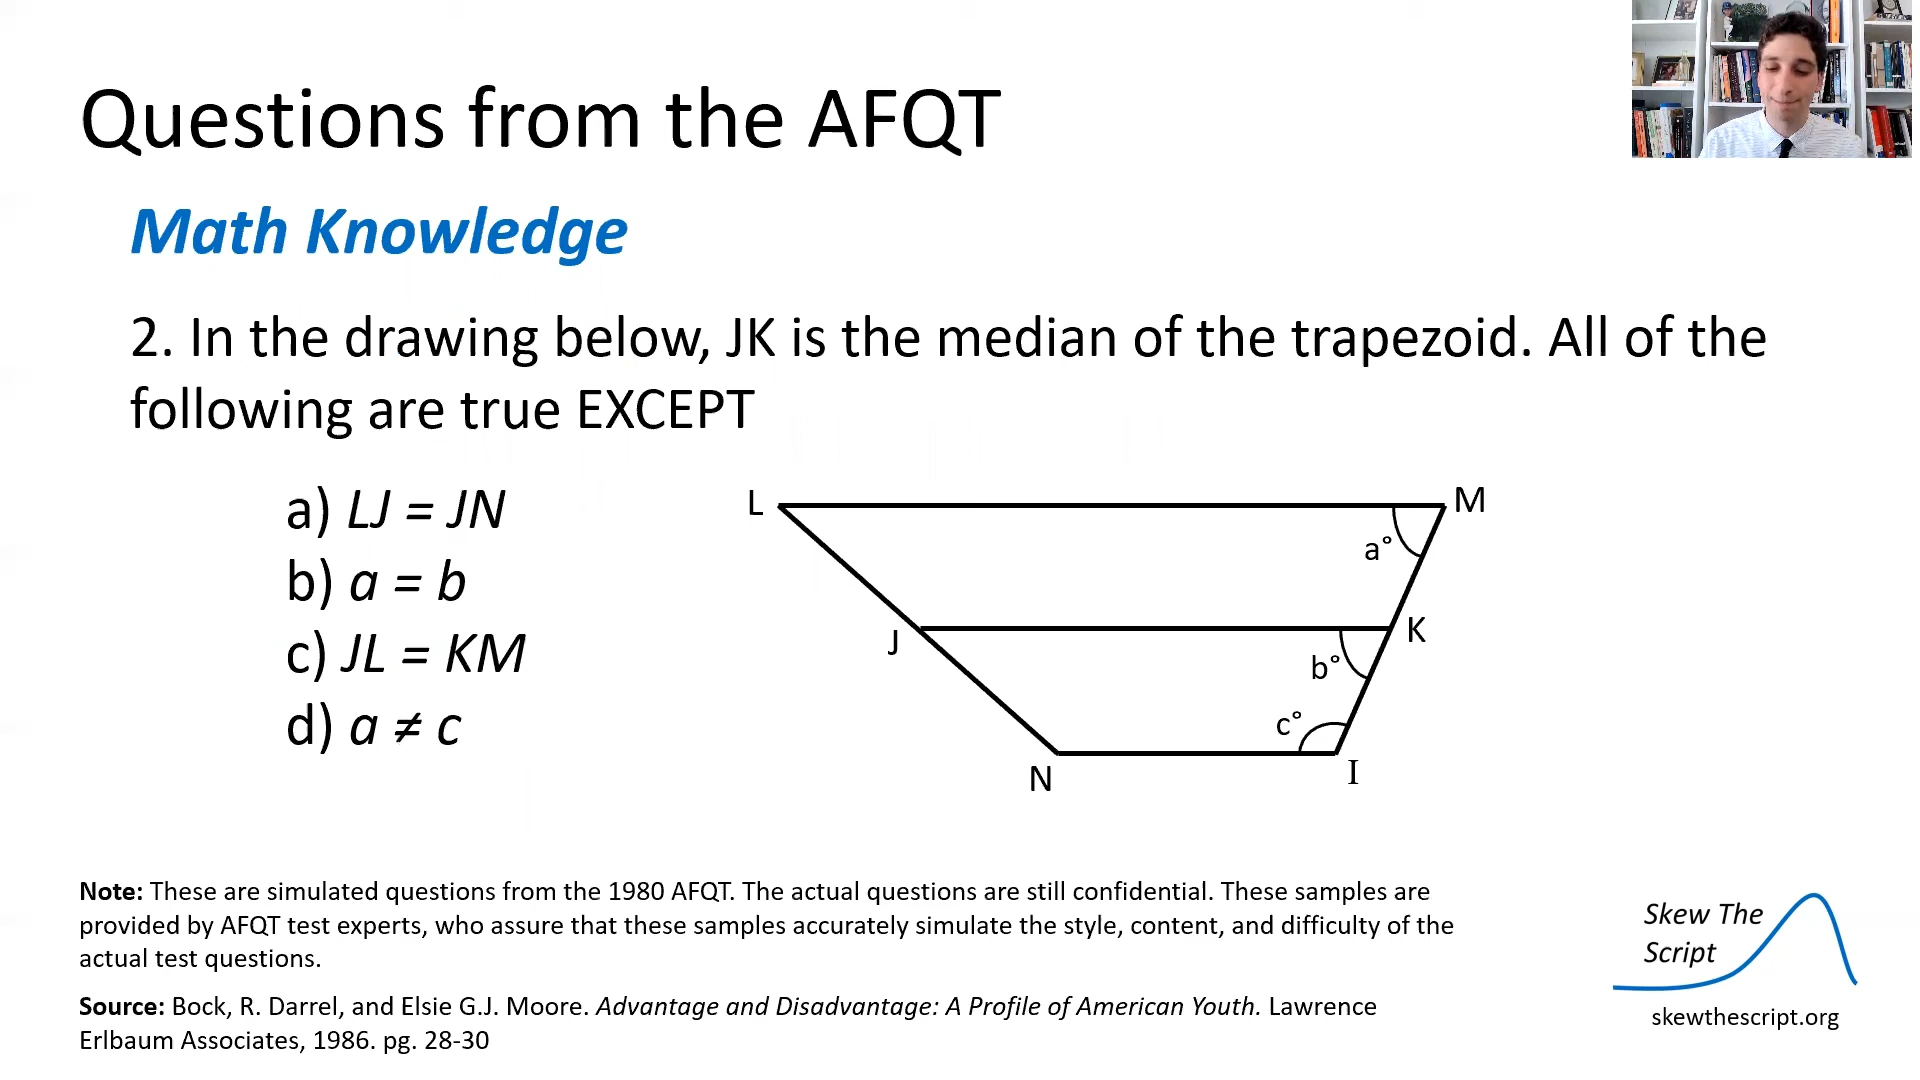 Questions from the AFQT
Math Knowledge
2. In the drawing below, JK is the median of the trapezoid. All of the
following are true EXCEPT
a) LJ = JN
b) a = b
c) JL = KM
d) a ≠ c
L
M
a°
J
K
b°
c°
N
I
Note: These are simulated questions from the 1980 AFQT. The actual questions are still confidential. These samples are
provided by AFQT test experts, who assure that these samples accurately simulate the style, content, and difficulty of the
actual test questions.
Source: Bock, R. Darrel, and Elsie G.J. Moore. Advantage and Disadvantage: A Profile of American Youth. Lawrence
Erlbaum Associates, 1986. pg. 28-30
Skew The
Script
skewthescript.org